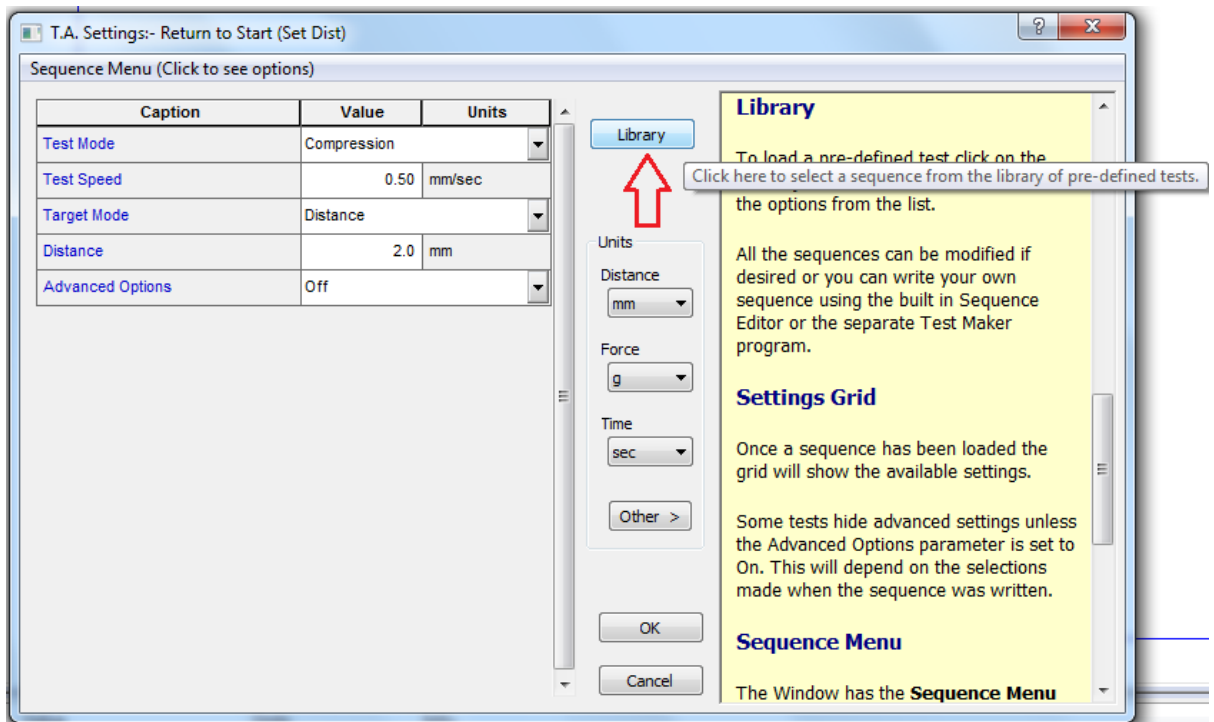 T.A. Settings:- Return to Start (Set Dist)
Sequence Menu (Click to see options)
Caption Value Units
Test Mode Compression
Test Speed 0.50 mm/sec
Target Mode Distance
Distance 2.0 mm
Advanced Options Off
Library
Units
Distance
mm
Force
g
Time
sec
Other >
OK
Cancel
Library
To load a pre-defined test click on the
Click here to select a sequence from the library of pre-defined tests.
the options from the list.
All the sequences can be modified if
desired or you can write your own
sequence using the built in Sequence
Editor or the separate Test Maker
program.
Settings Grid
Once a sequence has been loaded the
grid will show the available settings.
Some tests hide advanced settings unless
the Advanced Options parameter is set to
On. This will depend on the selections
made when the sequence was written.
Sequence Menu
The Window has the Sequence Menu